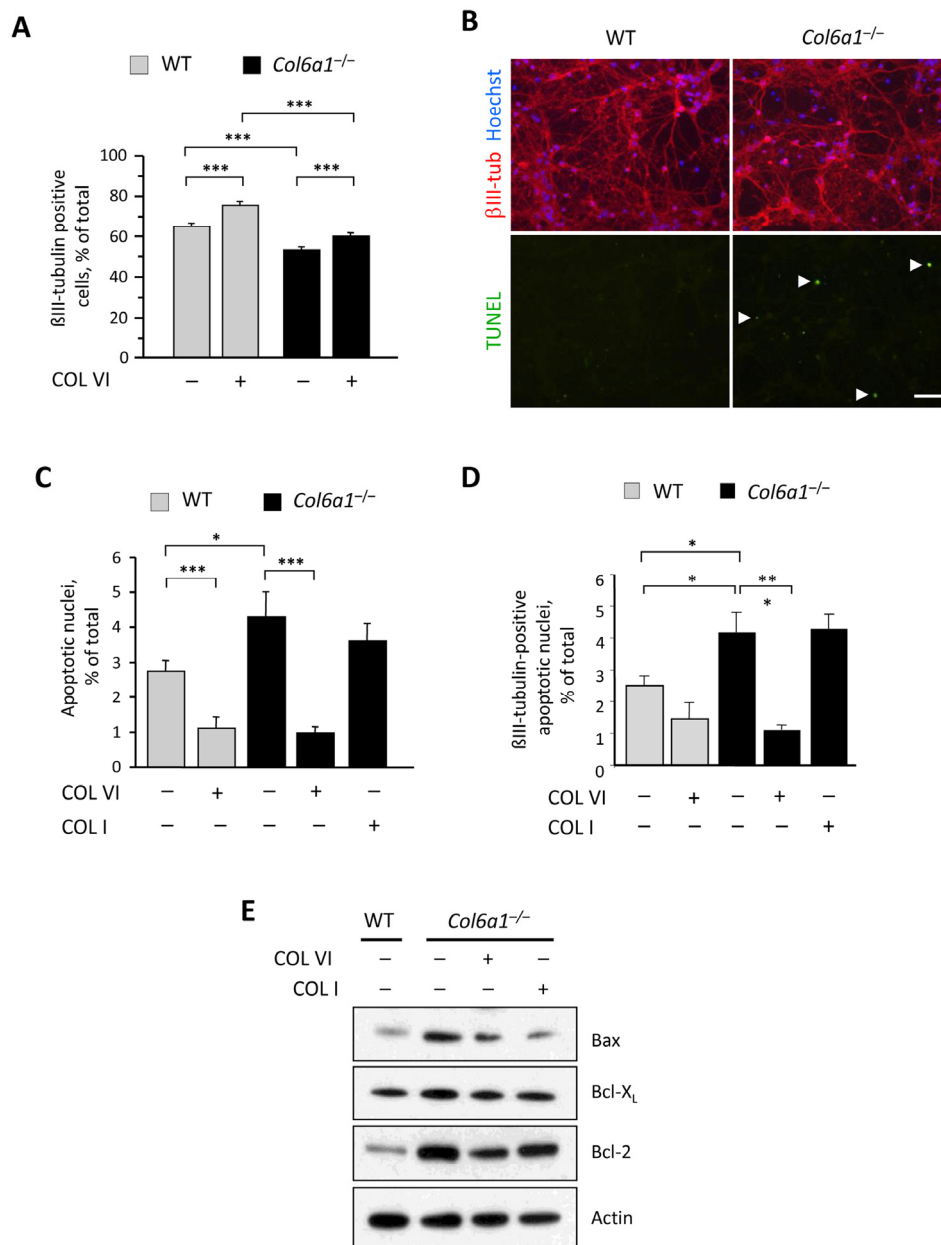 A
WT Col6a1–/–
***
***
*** ***
ßIII-tubulin positive
cells, % of total
100
80
60
40
20
0
COL VI – + – +
B
WT Col6a1–/–
βIII-tub Hoechst
TUNEL
C
WT Col6a1–/–
*
*** ***
Apoptotic nuclei,
% of total
6
5
4
3
2
1
0
COL VI – + – + –
COL I – – – – +
D
WT Col6a1–/–
*
* **
*
ßIII-tubulin-positive
apoptotic nuclei,
% of total
6
5
4
3
2
1
0
COL VI – + – + –
COL I – – – – +
E
WT Col6a1–/–
COL VI – – + –
COL I – – – +
Bax
Bcl-XL
Bcl-2
Actin